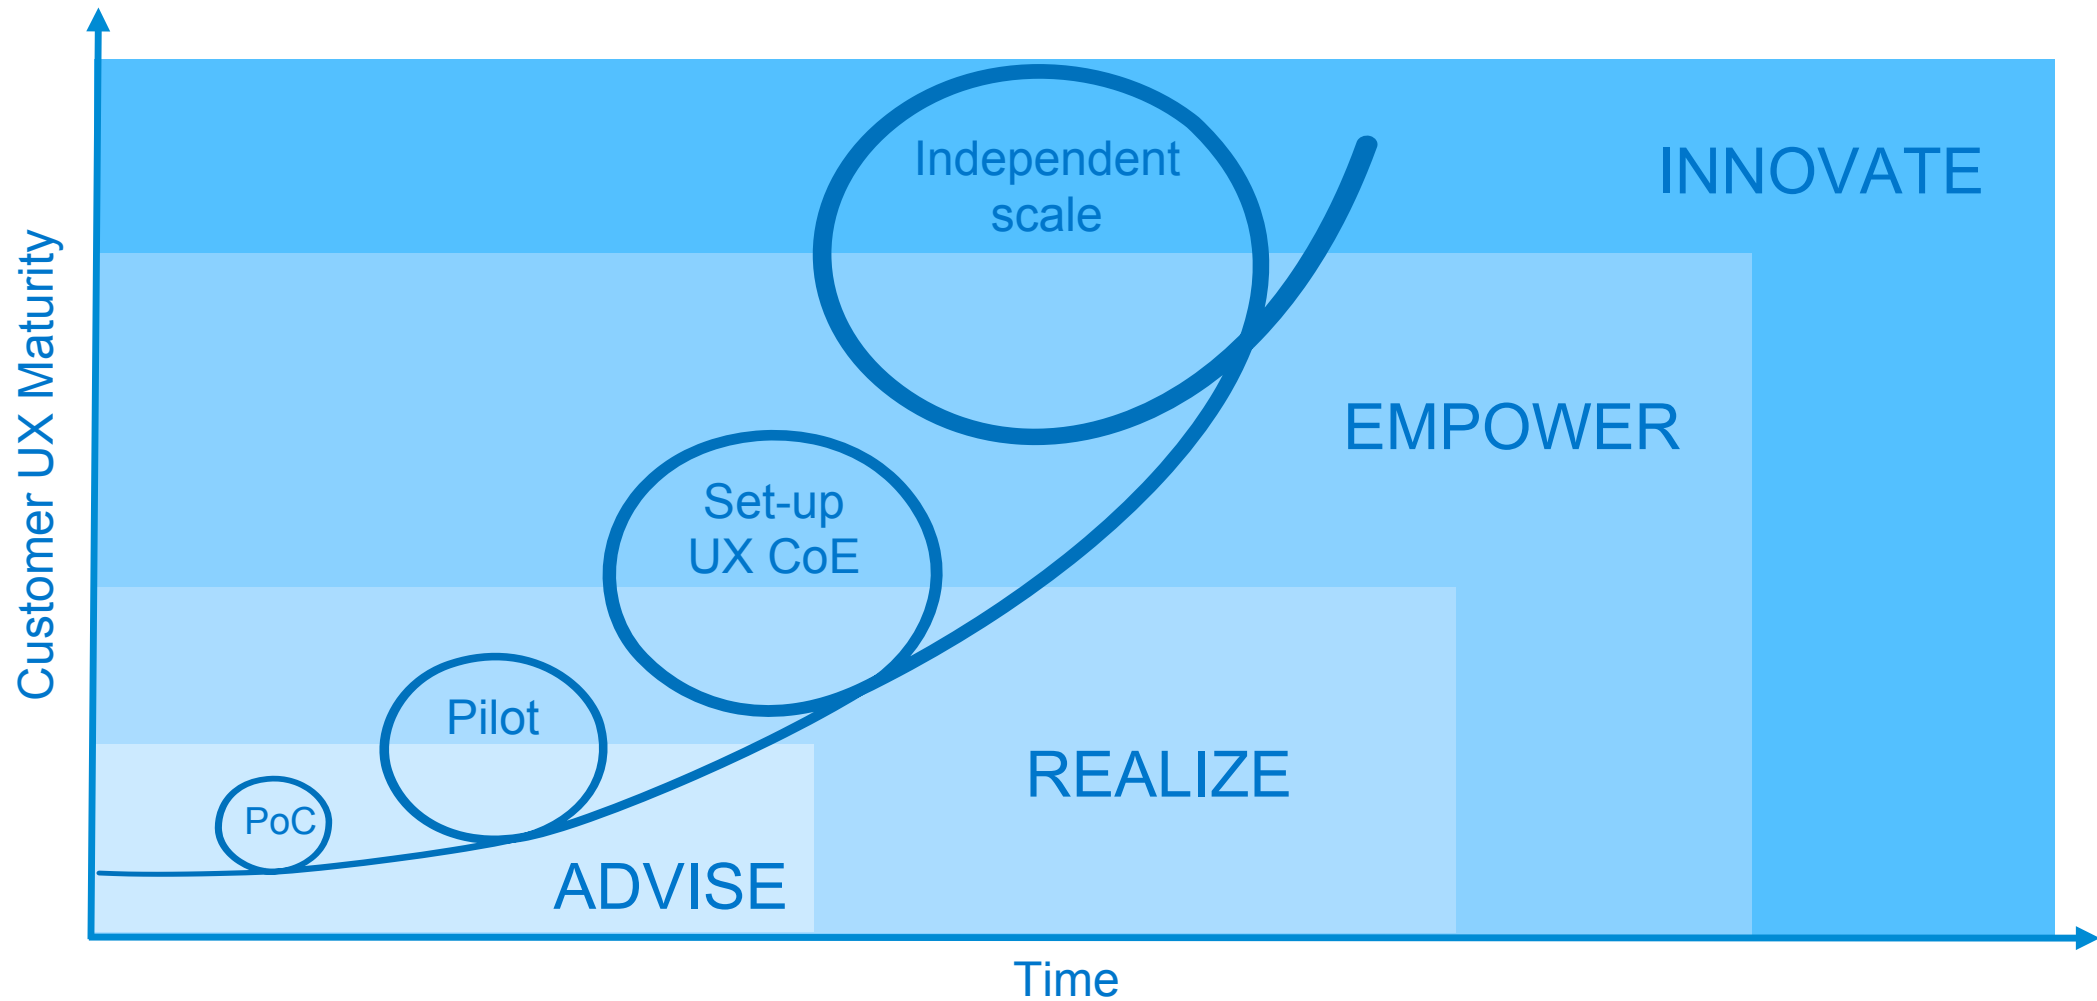 Independent
scale
INNOVATE
Customer UX Maturity
EMPOWER
Set-up
UX CoE
Pilot
REALIZE
PoC
ADVISE
Time